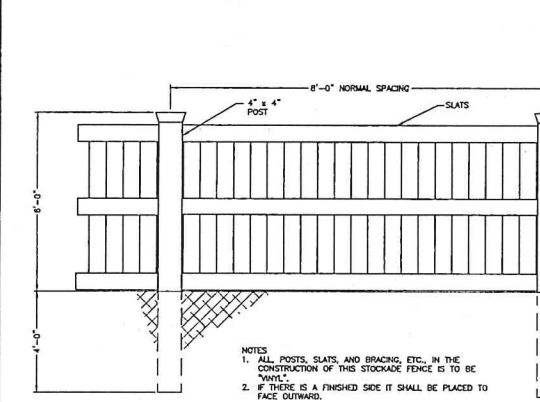 8'-0" NORMAL SPACING
4" x 4"
POST
SLATS
6'-0"
4'-0"
NOTES
1. ALL, POSTS, SLATS, AND BRACING, ETC., IN THE
CONSTRUCTION OF THIS STOCKADE FENCE IS TO BE
"VINYL".
2. IF THERE IS A FINISHED SIDE IT SHALL BE PLACED TO
FACE OUTWARD.